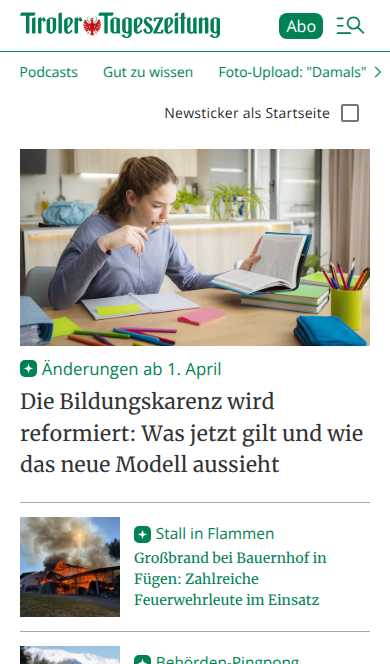 Tiroler Tageszeitung
Abo
Podcasts Gut zu wissen Foto-Upload: "Damals"
Newsticker als Startseite
Änderungen ab 1. April
Die Bildungskarenz wird
reformiert: Was jetzt gilt und wie
das neue Modell aussieht
Stall in Flammen
Großbrand bei Bauernhof in
Fügen: Zahlreiche
Feuerwehrleute im Einsatz
Behörden-Pingpong